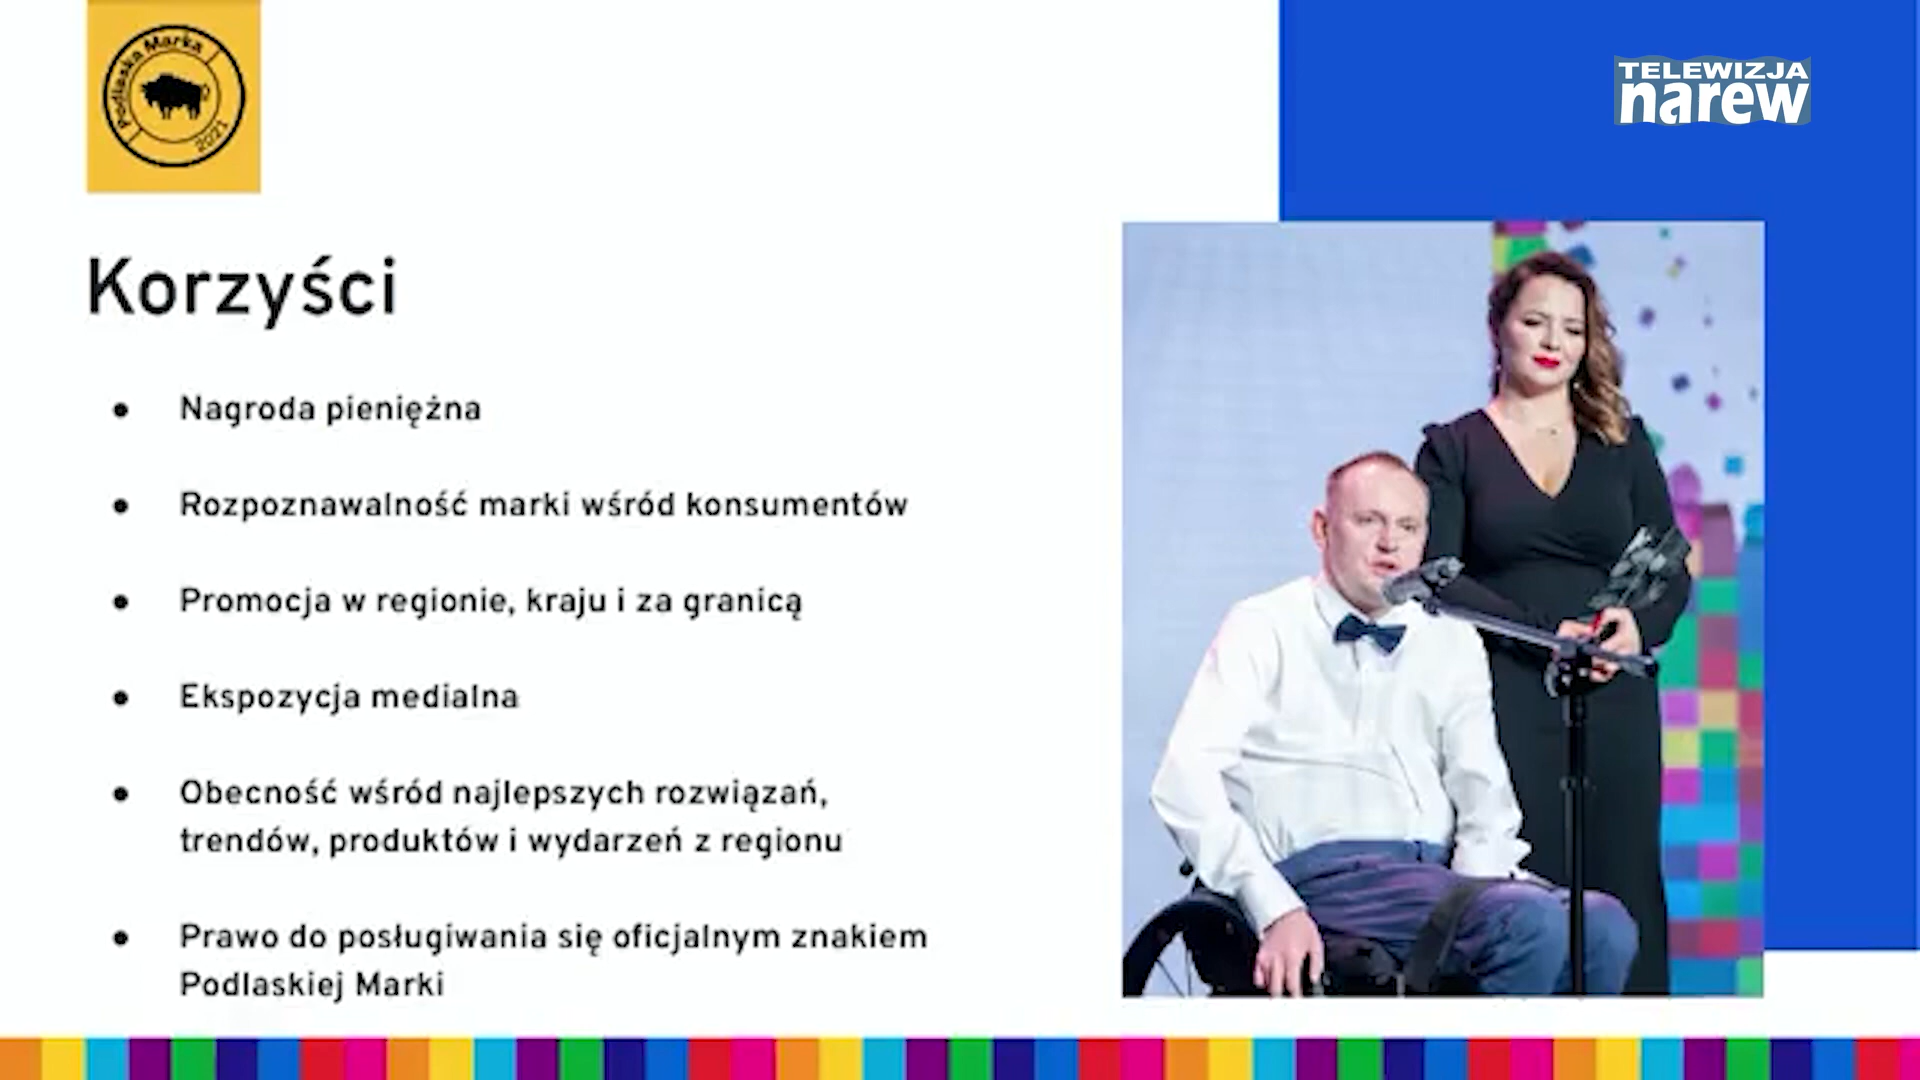 Podlaska Marka
2021
TELEWIZJA
narew
Korzyści
Nagroda pieniężna
Rozpoznawalność marki wśród konsumentów
Promocja w regionie, kraju i za granicą
Ekspozycja medialna
Obecność wśród najlepszych rozwiązań,
trendów, produktów i wydarzeń z regionu
Prawo do posługiwania się oficjalnym znakiem
Podlaskiej Marki